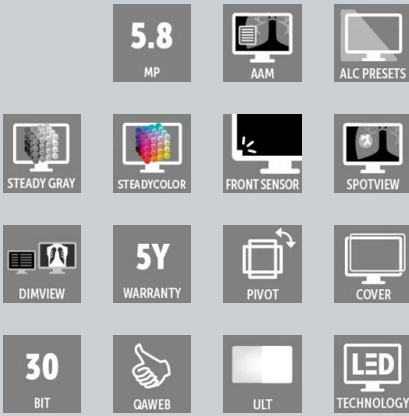 5.8
MP
AAM
ALC PRESETS
STEADY GRAY
STEADYCOLOR
FRONT SENSOR
SPOTVIEW
DIMVIEW
5Y
WARRANTY
PIVOT
COVER
30
BIT
QAWEB
ULT
LED
TECHNOLOGY